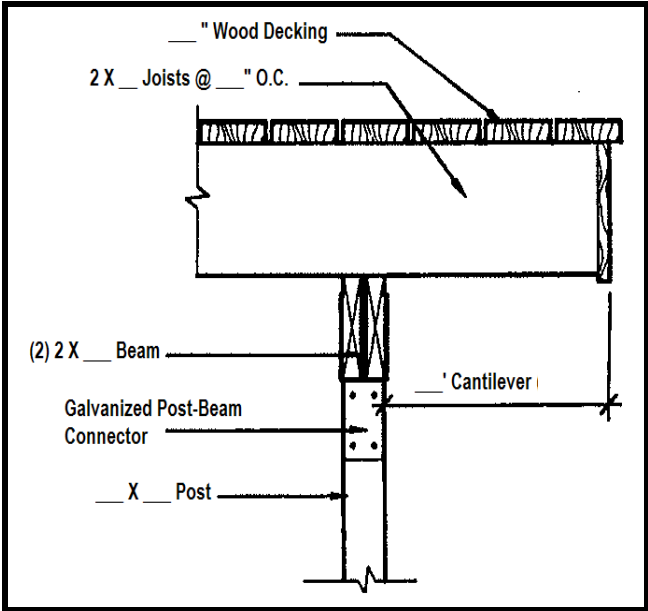 ___ " Wood Decking
2 X __ Joists @ ___" O.C.
(2) 2 X ___ Beam
___' Cantilever
Galvanized Post-Beam
Connector
___ X ___ Post